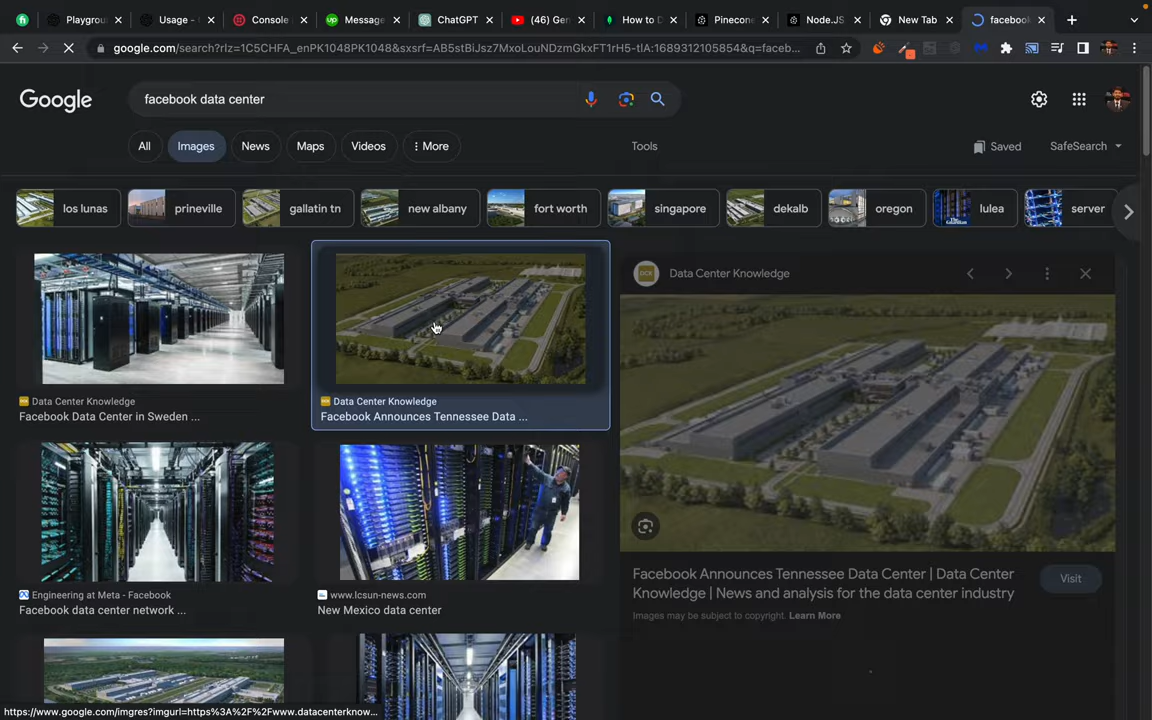 Playgrou
Usage -
Console
Message
ChatGPT
(46) Ge
How to D
Pinecone
Node.JS
New Tab
facebook
google.com/search?rlz=1C5CHFA_enPK1048PK1048&sxsrf=AB5stBiJsz7MxoLouNDzmGkxFT1rH5-tIA:1689312105854&q=faceb...
Google
facebook data center
All
Images
News
Maps
Videos
More
Tools
Saved
SafeSearch
los lunas
prineville
gallatin tn
new albany
fort worth
singapore
dekalb
oregon
lulea
server
DCK Data Center Knowledge
Facebook Data Center in Sweden ...
DCK Data Center Knowledge
Facebook Announces Tennessee Data ...
Engineering at Meta - Facebook
Facebook data center network ...
www.lcsun-news.com
New Mexico data center
DCK
Data Center Knowledge
Facebook Announces Tennessee Data Center | Data Center
Knowledge | News and analysis for the data center industry
Visit
Images may be subject to copyright. Learn More
https://www.google.com/imgres?imgurl=https%3A%2F%2Fwww.datacenterknow...